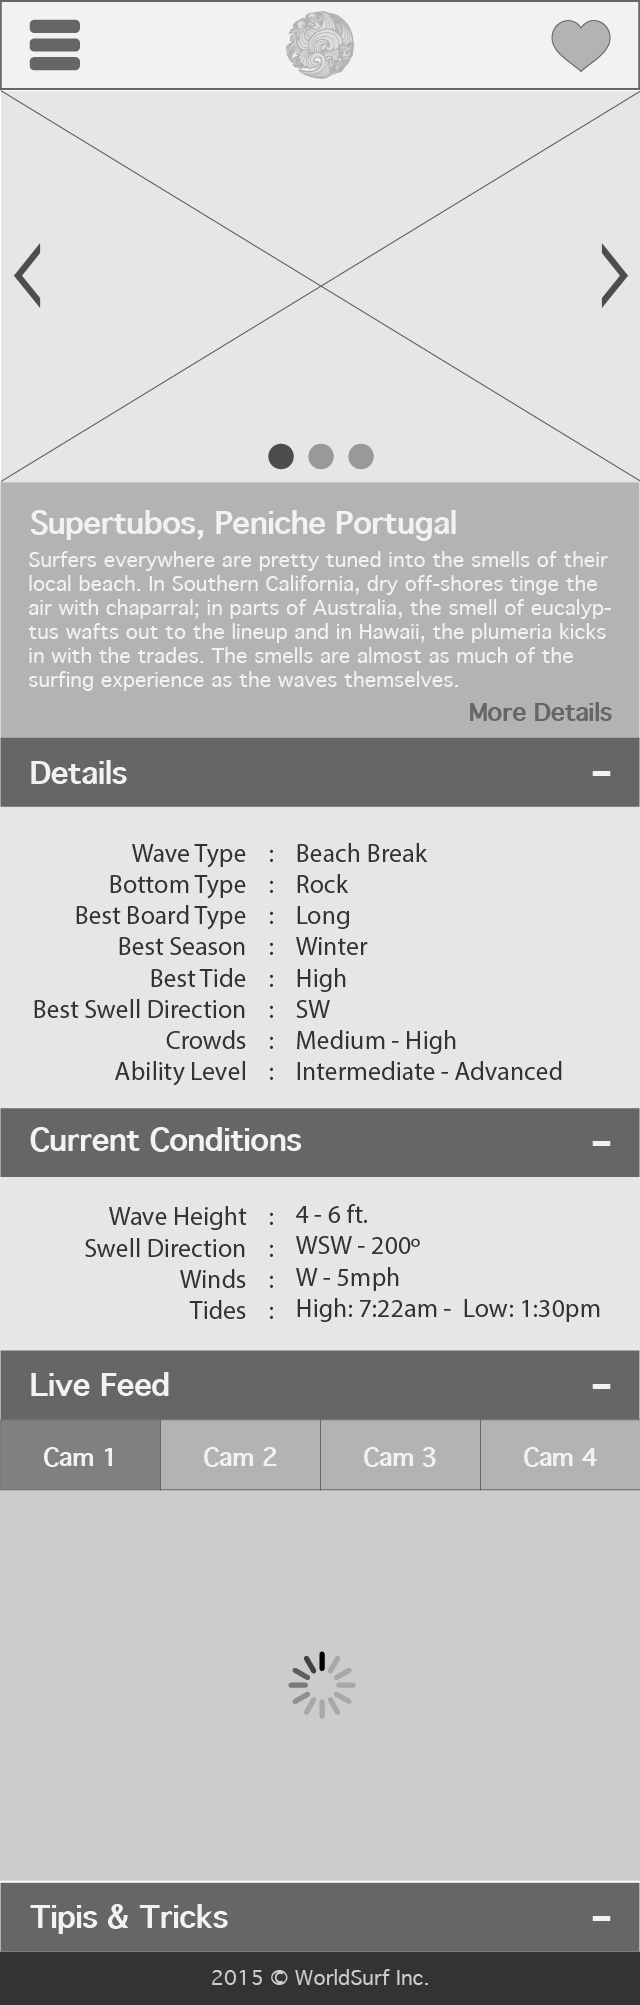 Supertubos, Peniche Portugal
Surfers everywhere are pretty tuned into the smells of their
local beach. In Southern California, dry off-shores tinge the
air with chaparral; in parts of Australia, the smell of eucalyp-
tus wafts out to the lineup and in Hawaii, the plumeria kicks
in with the trades. The smells are almost as much of the
surfing experience as the waves themselves.
More Details
Details –
Wave Type : Beach Break
Bottom Type : Rock
Best Board Type : Long
Best Season : Winter
Best Tide : High
Best Swell Direction : SW
Crowds : Medium - High
Ability Level : Intermediate - Advanced
Current Conditions –
Wave Height : 4 - 6 ft.
Swell Direction : WSW - 200º
Winds : W - 5mph
Tides : High: 7:22am - Low: 1:30pm
Live Feed –
Cam 1 Cam 2 Cam 3 Cam 4
Tipis & Tricks –
2015 © WorldSurf Inc.